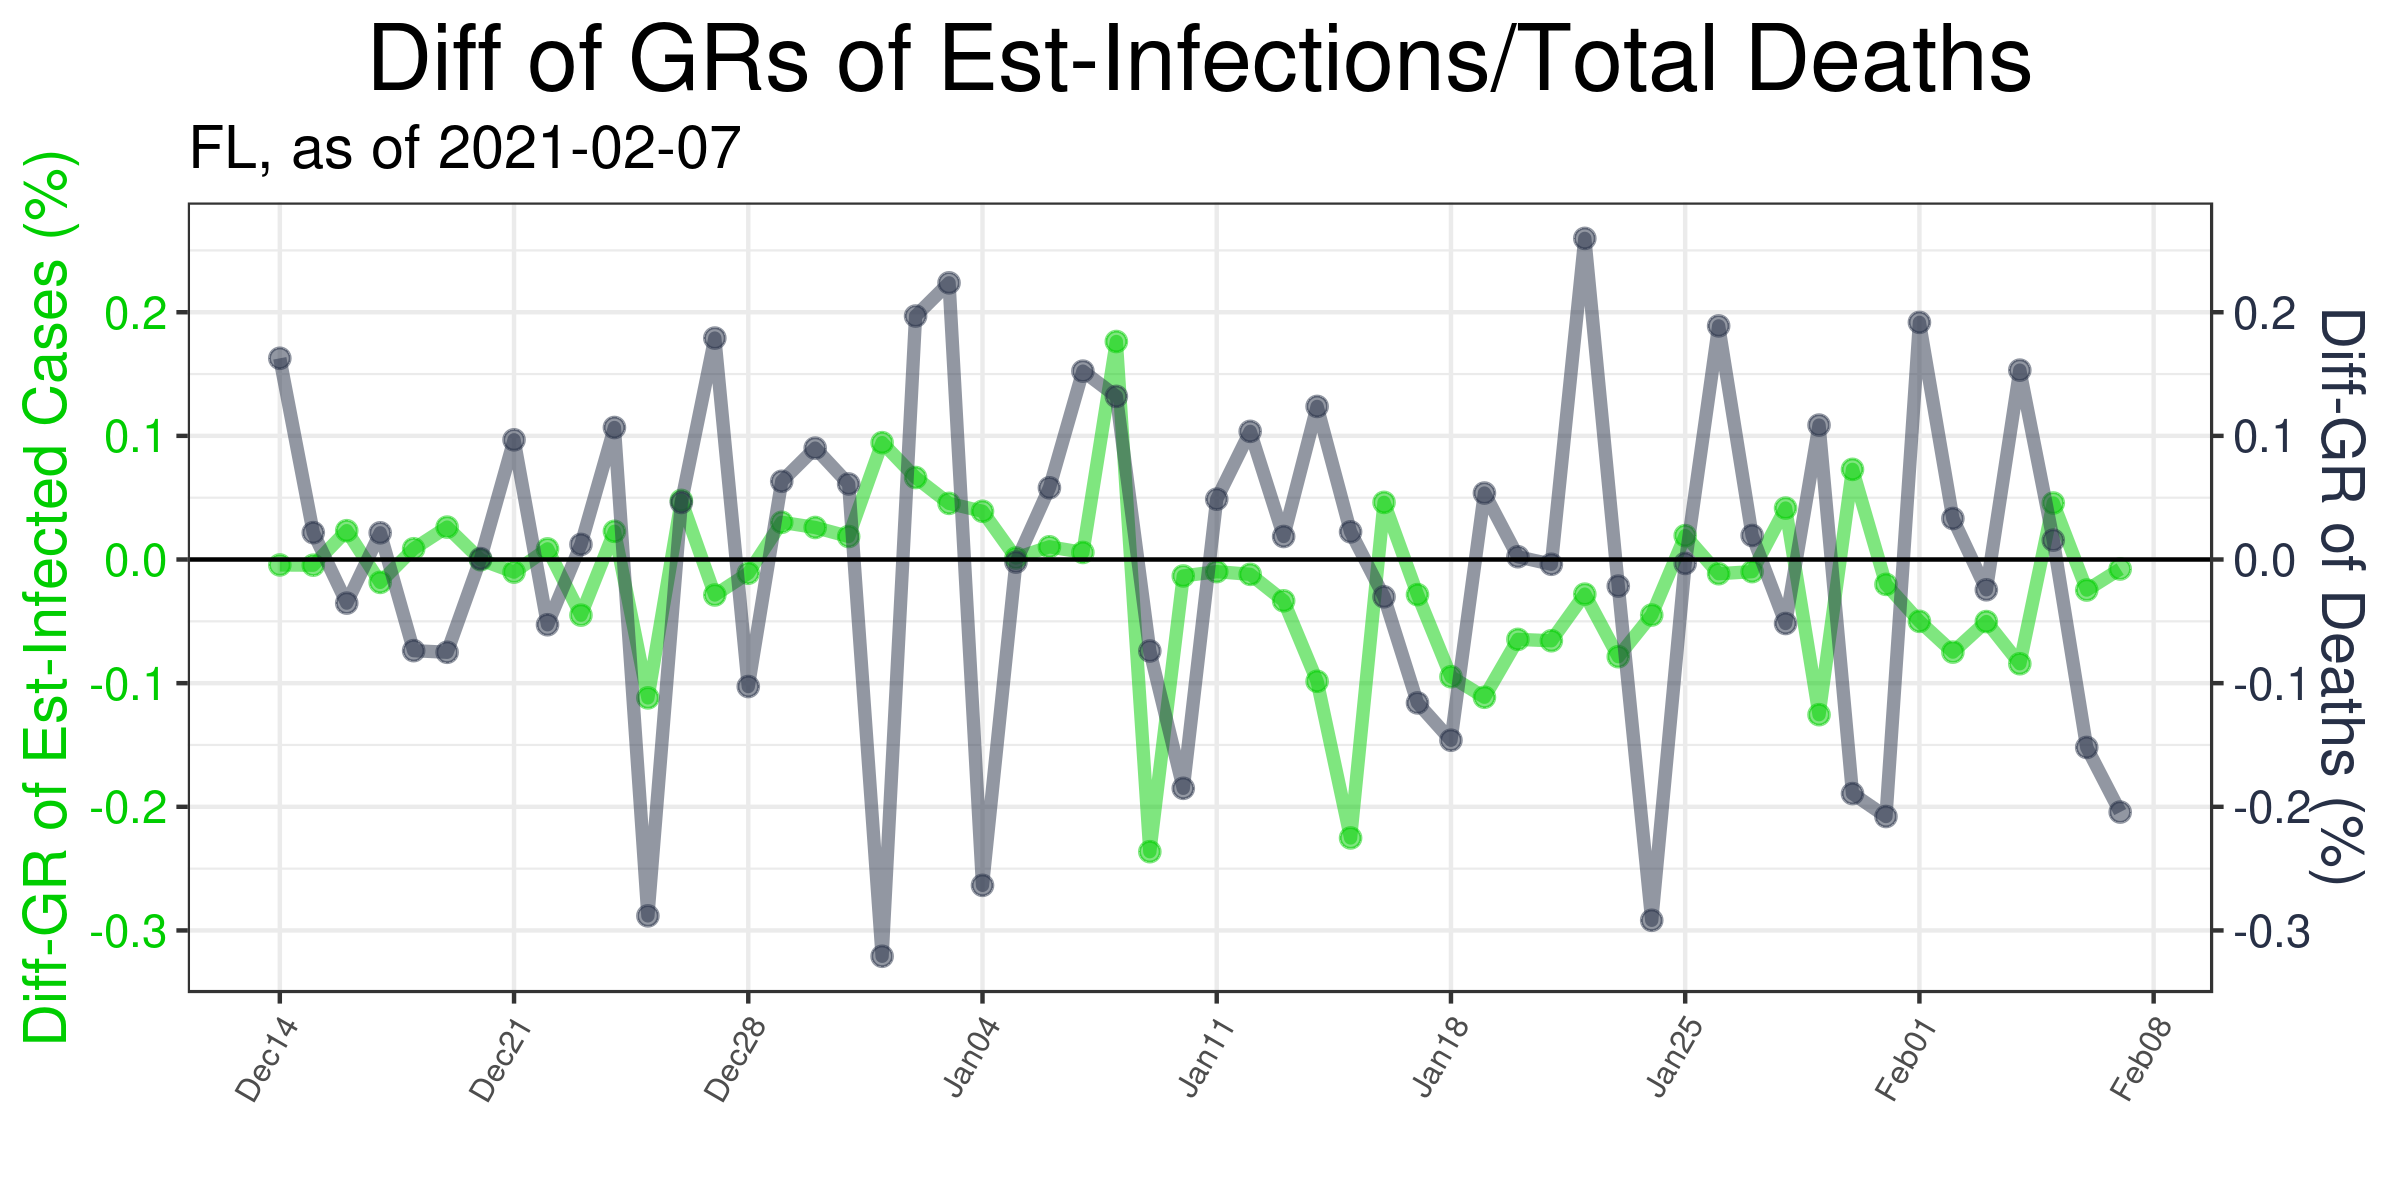 Diff of GRs of Est-Infections/Total Deaths
FL, as of 2021-02-07
Diff-GR of Est-Infected Cases (%)
0.2
0.1
0.0
-0.1
-0.2
-0.3
0.2
0.1
0.0
-0.1
-0.2
-0.3
Diff-GR of Deaths (%)
Dec14
Dec21
Dec28
Jan04
Jan11
Jan18
Jan25
Feb01
Feb08